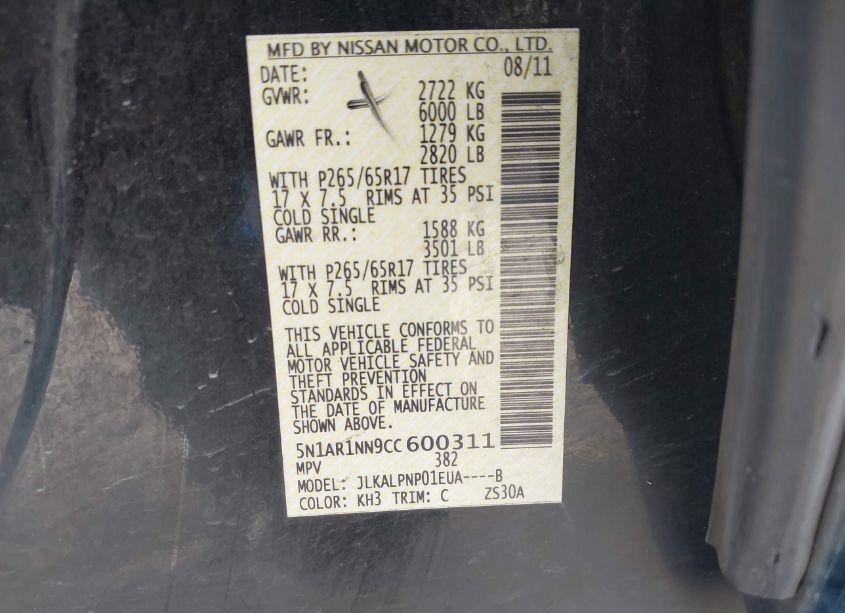 MFD BY NISSAN MOTOR CO., LTD.
DATE: 08/11
GVWR: 2722 KG
6000 LB
GAWR FR.: 1279 KG
2820 LB
WITH P265/65R17 TIRES
17 X 7.5 RIMS AT 35 PSI
COLD SINGLE
GAWR RR.: 1588 KG
3501 LB
WITH P265/65R17 TIRES
17 X 7.5 RIMS AT 35 PSI
COLD SINGLE
THIS VEHICLE CONFORMS TO
ALL APPLICABLE FEDERAL
MOTOR VEHICLE SAFETY AND
THEFT PREVENTION
STANDARDS IN EFFECT ON
THE DATE OF MANUFACTURE
SHOWN ABOVE.
5N1AR1NN9CC600311
MPV 382
MODEL: JLKALPNP01EUA----B
COLOR: KH3 TRIM: C ZS30A